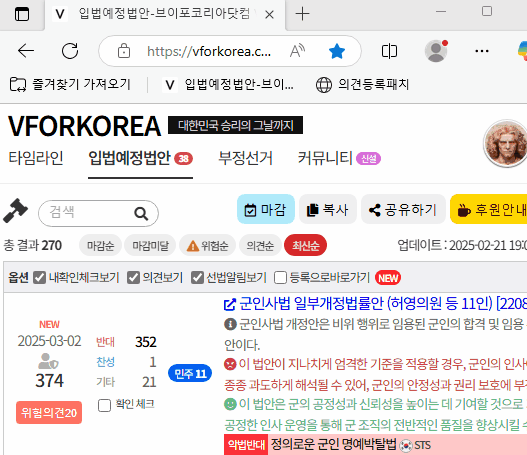 입법예정법안-브이포코리아닷컴
https://vforkorea.c...
즐겨찾기 가져오기 입법예정법안-브이... 의견등록패치
VFORKOREA 대한민국 승리의 그날까지
타임라인 입법예정법안 38 부정선거 커뮤니티 신설
검색 마감 복사 공유하기 후원안내
총 결과 270 마감순 마감미달 위험순 의견순 최신순 업데이트 : 2025-02-21 19:0
옵션 내확인체크보기 의견보기 선법알림보기 등록으로바로가기 NEW
군인사법 일부개정법률안 (허영의원 등 11인) [2208
NEW
군인사법 개정안은 비위 행위로 임용된 군인의 합격 및 임용
2025-03-02 반대 352
안이다.
찬성 1
이 법안이 지나치게 엄격한 기준을 적용할 경우, 군인의 인사에
374 기타 21 민주 11
종종 과도하게 해석될 수 있어, 군인의 안정성과 권리 보호에 부정
위험의견20 확인 체크
이 법안은 군의 공정성과 신뢰성을 높이는 데 기여할 것으로
공정한 인사 운영을 통해 군 조직의 전반적인 품질을 향상시킬 수
악법반대 정의로운 군인 명예박탈법 STS